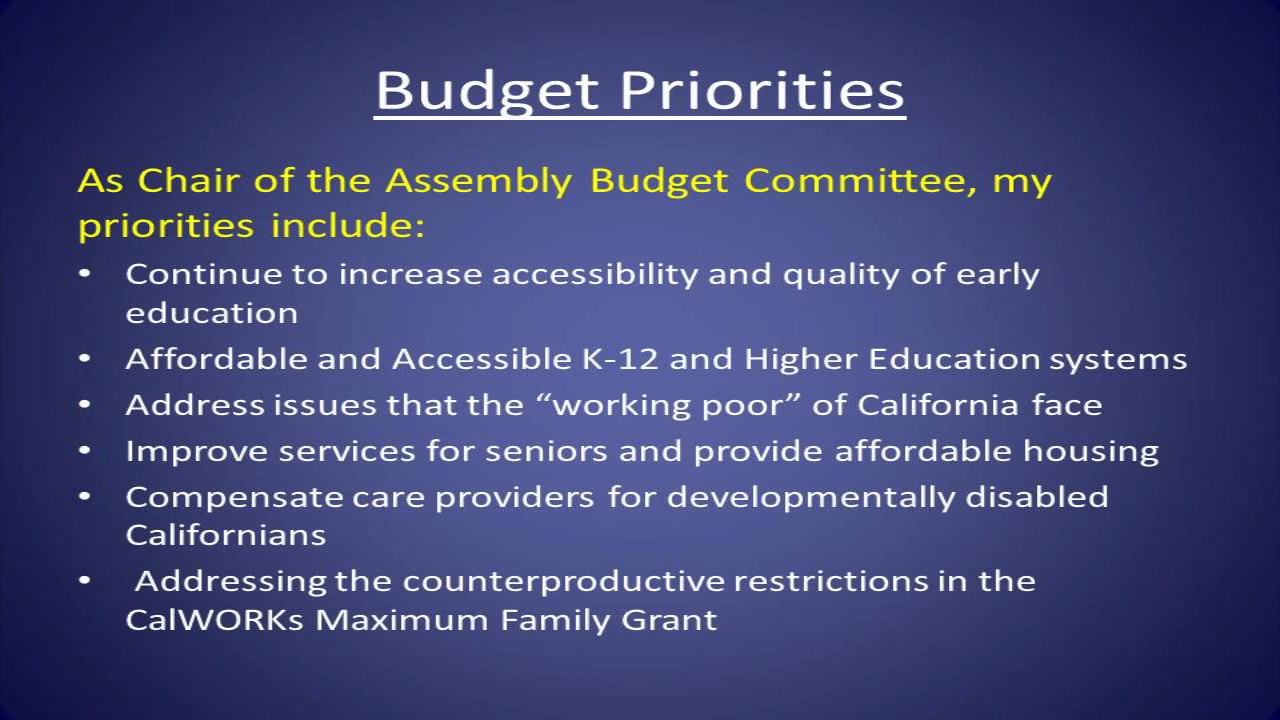 Budget Priorities
As Chair of the Assembly Budget Committee, my
priorities include:
• Continue to increase accessibility and quality of early
education
• Affordable and Accessible K-12 and Higher Education systems
• Address issues that the “working poor” of California face
• Improve services for seniors and provide affordable housing
• Compensate care providers for developmentally disabled
Californians
• Addressing the counterproductive restrictions in the
CalWORKs Maximum Family Grant